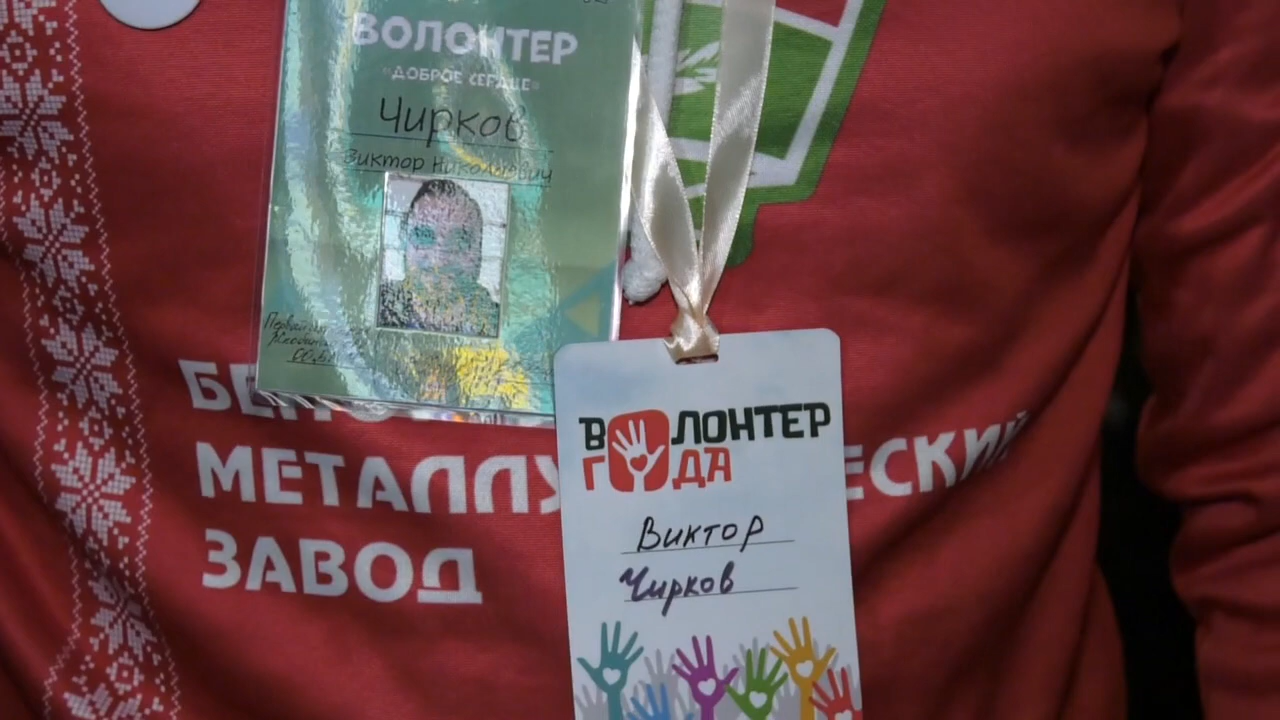 ВОЛОНТЕР
«ДОБРОЕ СЕРДЦЕ»
Чирков
Виктор Николаевич
ВОЛОНТЕР
ГОДА
Виктор
Чирков
МЕТАЛЛУ ЕСКИЙ
ЗАВОД